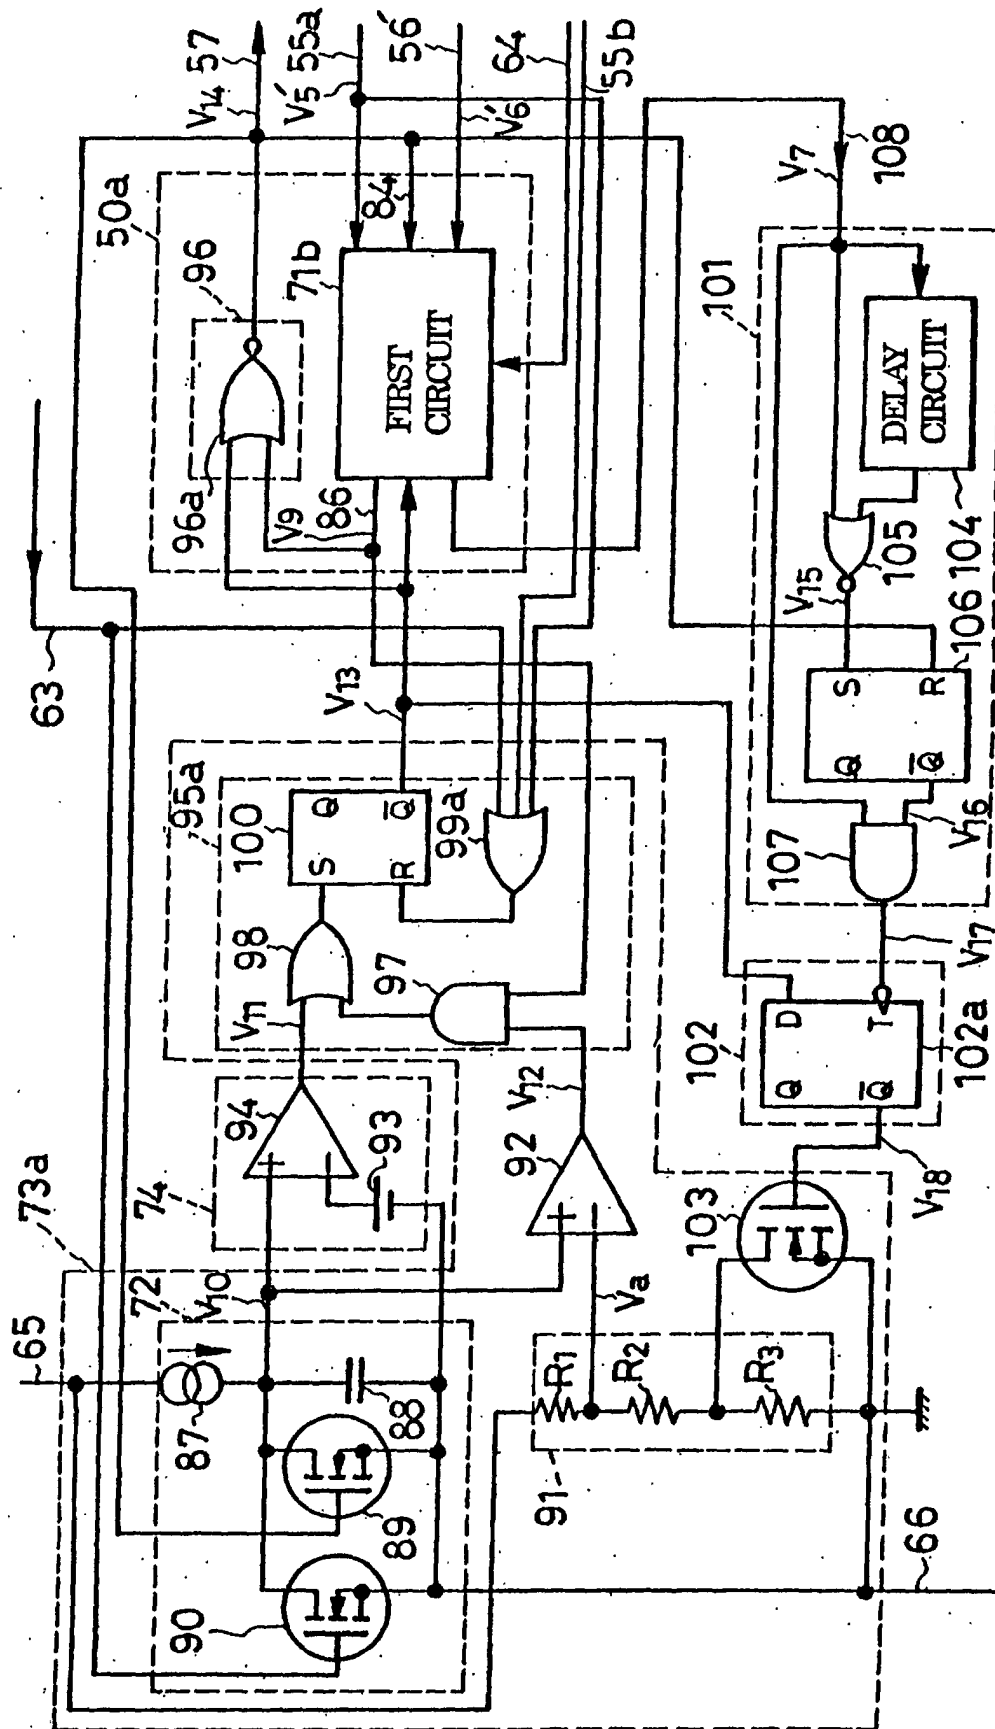 63
50a
96
96a
V14
57
V'5
55a
56'
V'6
64
55b
84
71b
FIRST
CIRCUIT
V9
86
V13
95a
100
S
Q
R
Q̅
99a
98
V11
97
V12
92
73a
74
94
93
72
V10
65
87
88
89
90
91
R1
R2
R3
Va
103
V18
66
102
Q
D
Q̅
T
102a
V17
107
V16
101
Q
S
Q̅
R
106
V15
105
104
DELAY
CIRCUIT
V7
108